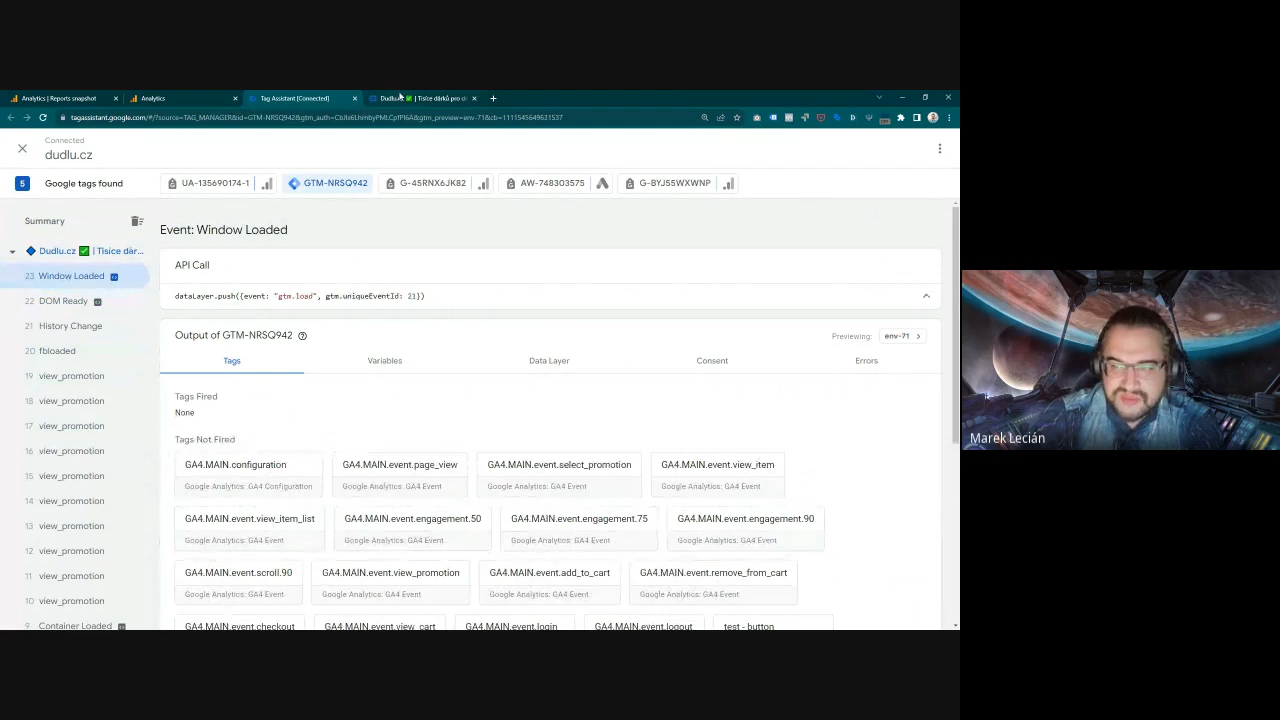 Analytics | Reports snapshot
Analytics
Tag Assistant [Connected]
Dudlu.cz ✅ | Tisíce dárků pro dě
tagassistant.google.com/#/?source=TAG_MANAGER&id=GTM-NRSQ942&gtm_auth=
&gtm_preview=env-71&cb=1111545649631537
Connected
dudlu.cz
5
Google tags found
UA-135690174-1
GTM-NRSQ942
G-45RNX6JK82
AW-748303575
G-BYJ55WXWNP
Summary
Dudlu.cz ✅ | Tisíce dár...
23 Window Loaded
22 DOM Ready
21 History Change
20 fbloaded
19 view_promotion
18 view_promotion
17 view_promotion
16 view_promotion
15 view_promotion
14 view_promotion
13 view_promotion
12 view_promotion
11 view_promotion
10 view_promotion
9 Container Loaded
Event: Window Loaded
API Call
dataLayer.push({event: "gtm.load", gtm.uniqueEventId: 21})
Output of GTM-NRSQ942
Previewing:
env-71
Tags
Variables
Data Layer
Consent
Errors
Tags Fired
None
Tags Not Fired
GA4.MAIN.configuration
Google Analytics: GA4 Configuration
GA4.MAIN.event.page_view
Google Analytics: GA4 Event
GA4.MAIN.event.select_promotion
Google Analytics: GA4 Event
GA4.MAIN.event.view_item
Google Analytics: GA4 Event
GA4.MAIN.event.view_item_list
Google Analytics: GA4 Event
GA4.MAIN.event.engagement.50
Google Analytics: GA4 Event
GA4.MAIN.event.engagement.75
Google Analytics: GA4 Event
GA4.MAIN.event.engagement.90
Google Analytics: GA4 Event
GA4.MAIN.event.scroll.90
Google Analytics: GA4 Event
GA4.MAIN.event.view_promotion
Google Analytics: GA4 Event
GA4.MAIN.event.add_to_cart
Google Analytics: GA4 Event
GA4.MAIN.event.remove_from_cart
Google Analytics: GA4 Event
GA4.MAIN.event.checkout
GA4.MAIN.event.view_cart
GA4.MAIN.event.login
GA4.MAIN.event.logout
test - button
Marek Lecián